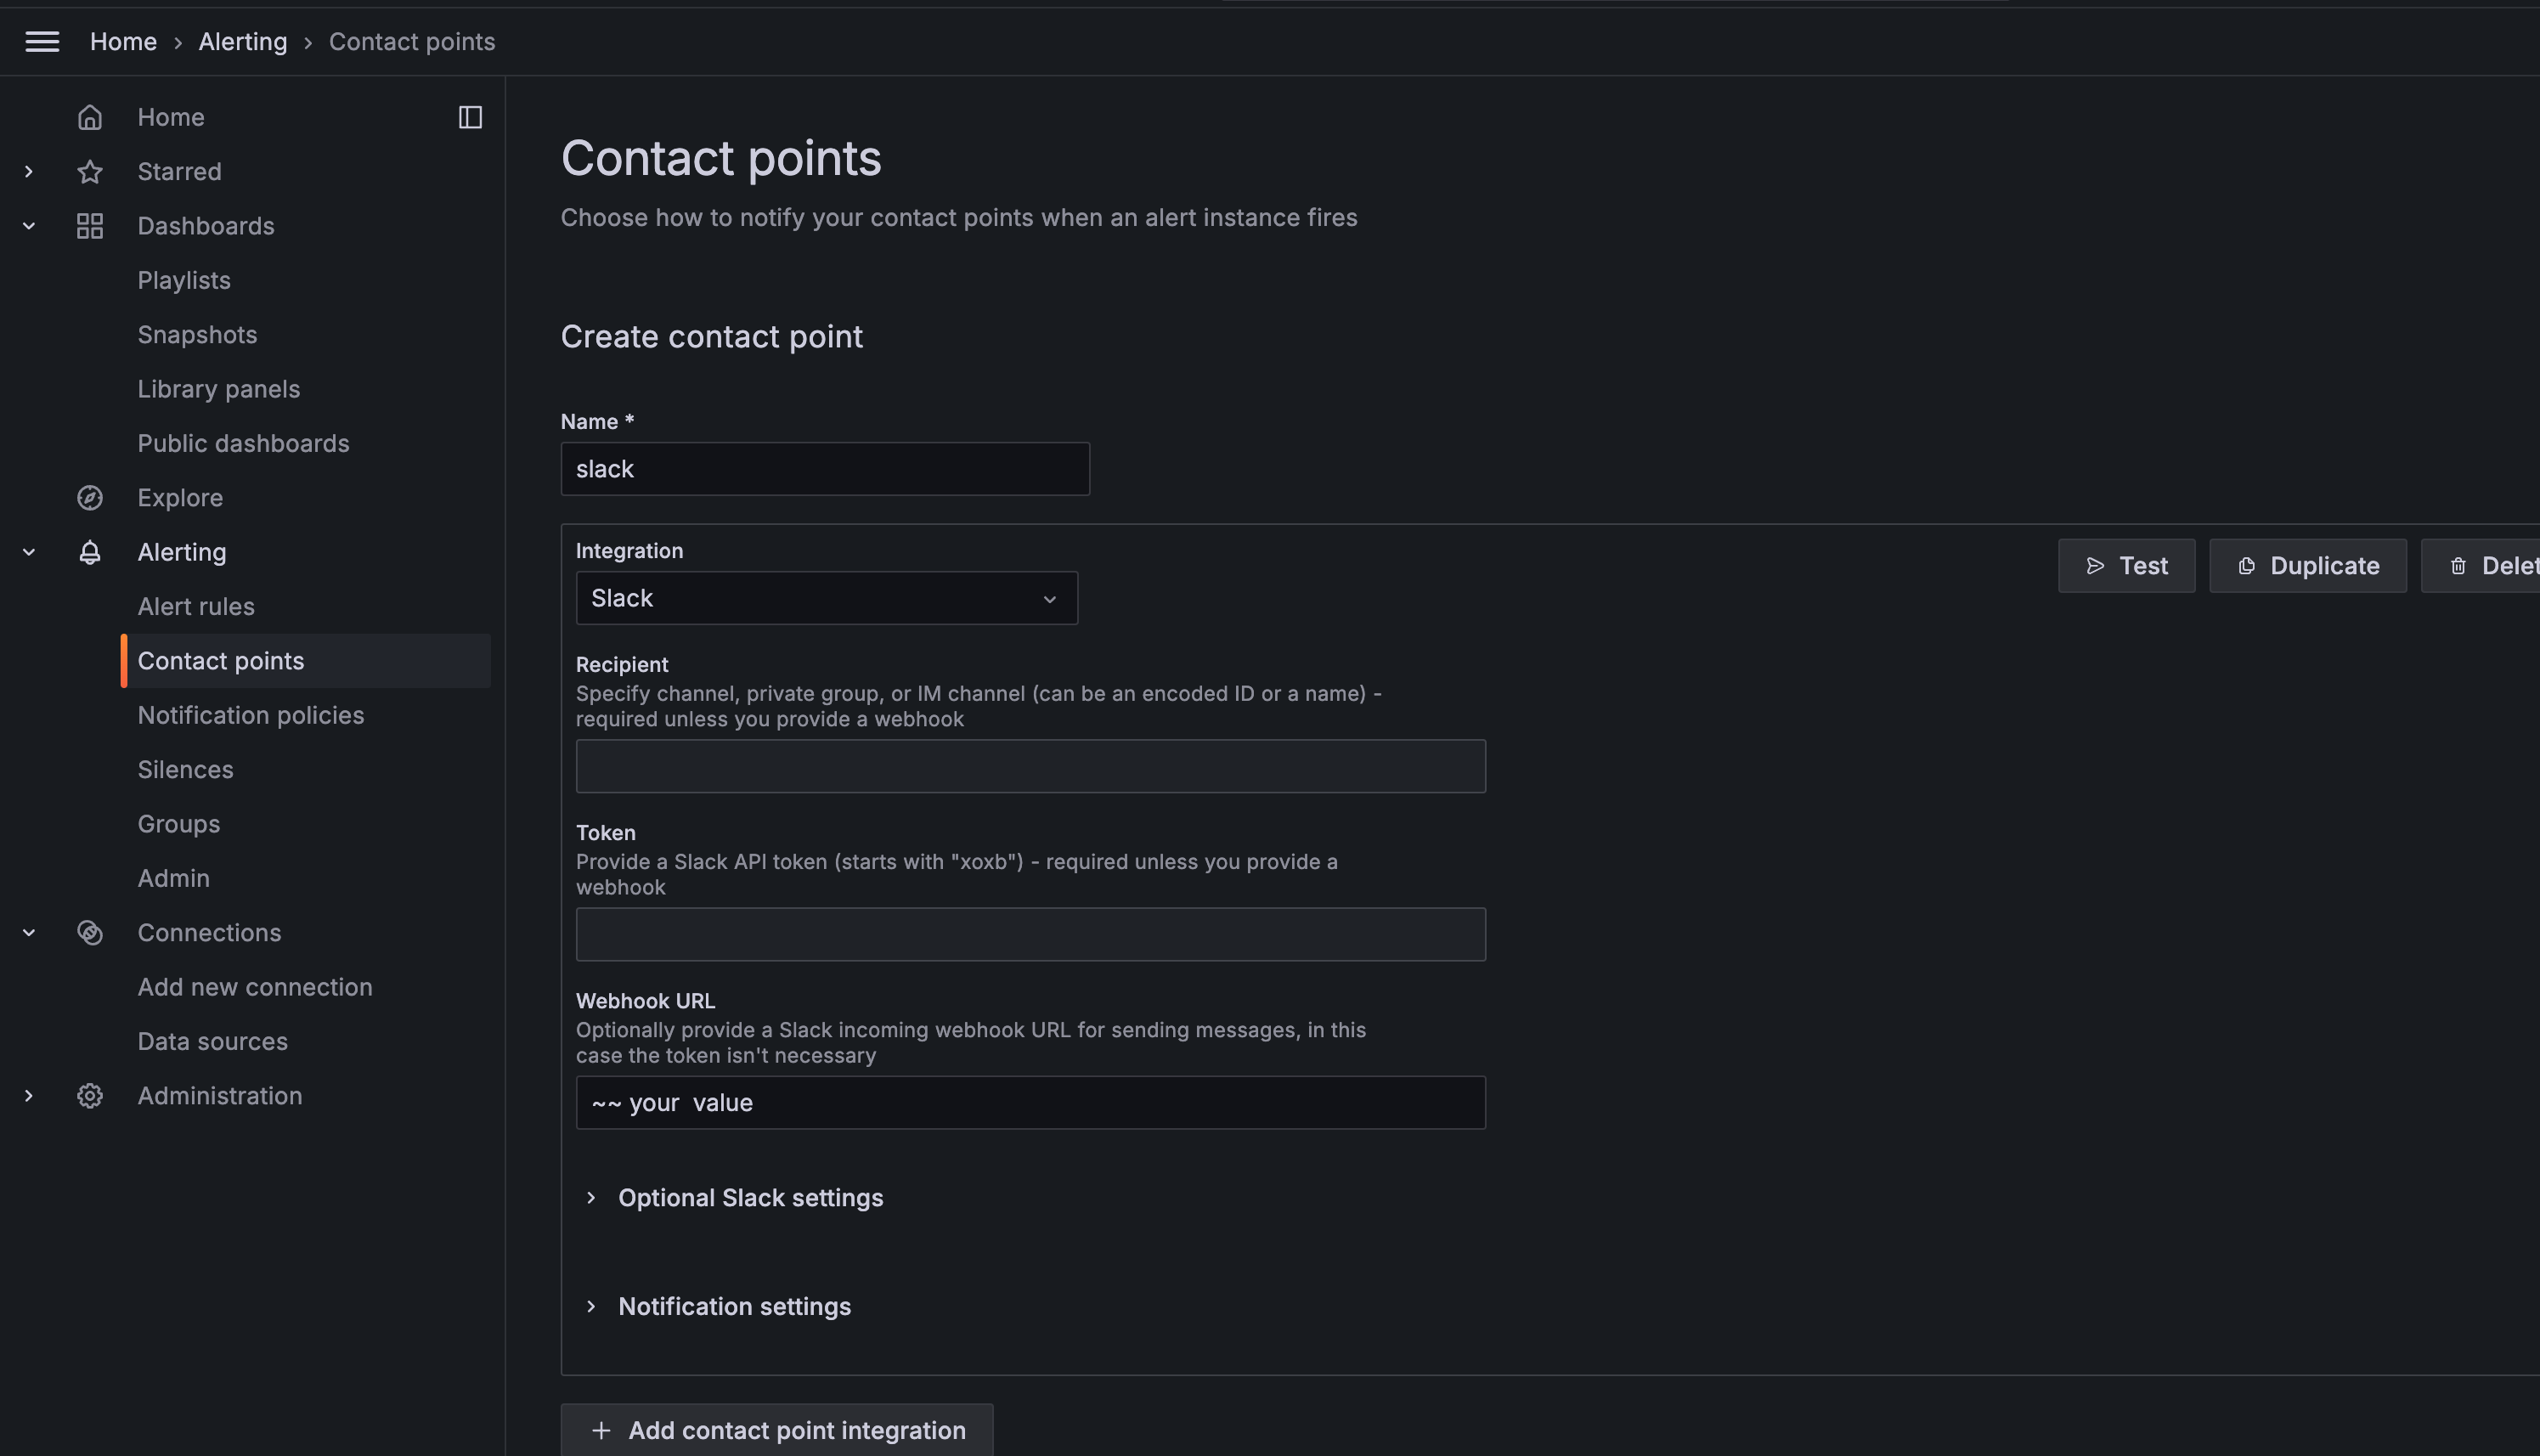 Home › Alerting › Contact points
Home
Starred
Dashboards
Playlists
Snapshots
Library panels
Public dashboards
Explore
Alerting
Alert rules
Contact points
Notification policies
Silences
Groups
Admin
Connections
Add new connection
Data sources
Administration
Contact points
Choose how to notify your contact points when an alert instance fires
Create contact point
Name *
slack
Integration
Slack
Test
Duplicate
Delet
Recipient
Specify channel, private group, or IM channel (can be an encoded ID or a name) -
required unless you provide a webhook
Token
Provide a Slack API token (starts with "xoxb") - required unless you provide a
webhook
Webhook URL
Optionally provide a Slack incoming webhook URL for sending messages, in this
case the token isn't necessary
~~ your  value
Optional Slack settings
Notification settings
+ Add contact point integration